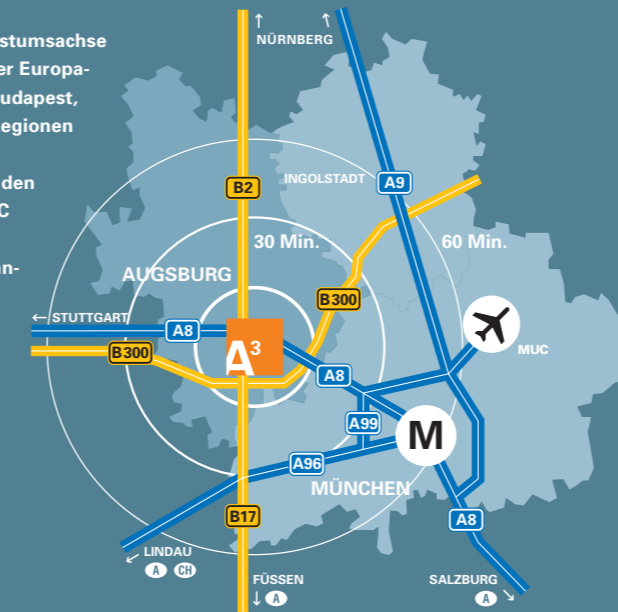 ↑ ↑
NÜRNBERG
stumsachse
er Europa-
udapest,
egionen
den
C
n-
B2
INGOLSTADT
A9
30 Min.
60 Min.
AUGSBURG
B300
← STUTTGART
A8
B300
A³
A8
MUC
A99
M
A96
MÜNCHEN
B17
A8
← LINDAU
A CH
FÜSSEN
↓ A
SALZBURG
A ↘